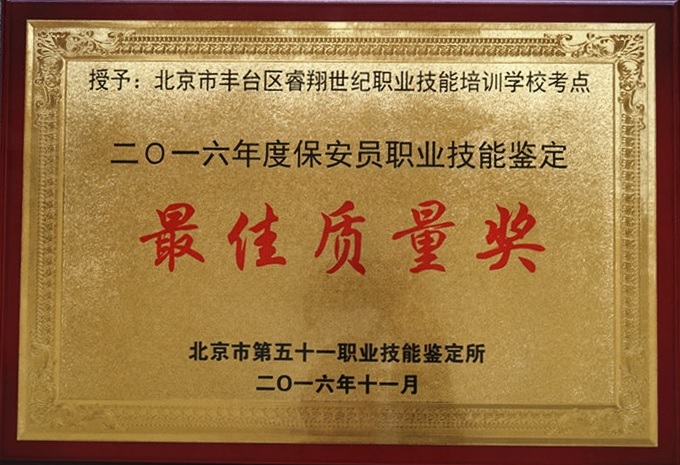 授予：北京市丰台区睿翔世纪职业技能培训学校考点
二〇一六年度保安员职业技能鉴定
最佳质量奖
北京市第五十一职业技能鉴定所
二〇一六年十一月